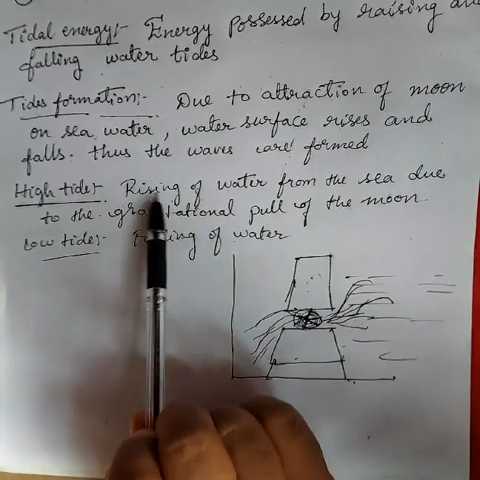 Tidal energy:- Energy possessed by raising and
falling water tides
Tides formation:- Due to attraction of moon
on sea water, water surface rises and
falls. thus the waves are formed
High tide:- Rising of water from the sea due
to the gravitational pull of the moon.
Low tide:- Falling of water